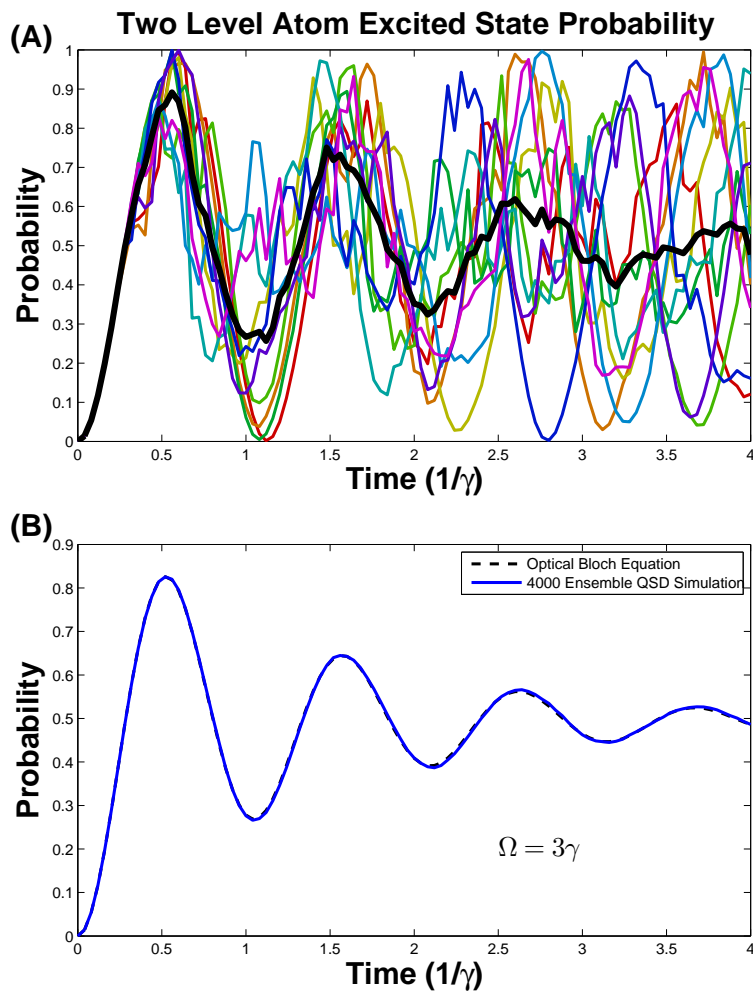 (A) Two Level Atom Excited State Probability
1
0.9
0.8
0.7
0.6
0.5
0.4
0.3
0.2
0.1
0
Probability
0 0.5 1 1.5 2 2.5 3 3.5 4
Time (1/γ)
(B)
0.9
0.8
0.7
0.6
0.5
0.4
0.3
0.2
0.1
0
Probability
Optical Bloch Equation
4000 Ensemble QSD Simulation
Ω = 3γ
0 0.5 1 1.5 2 2.5 3 3.5 4
Time (1/γ)